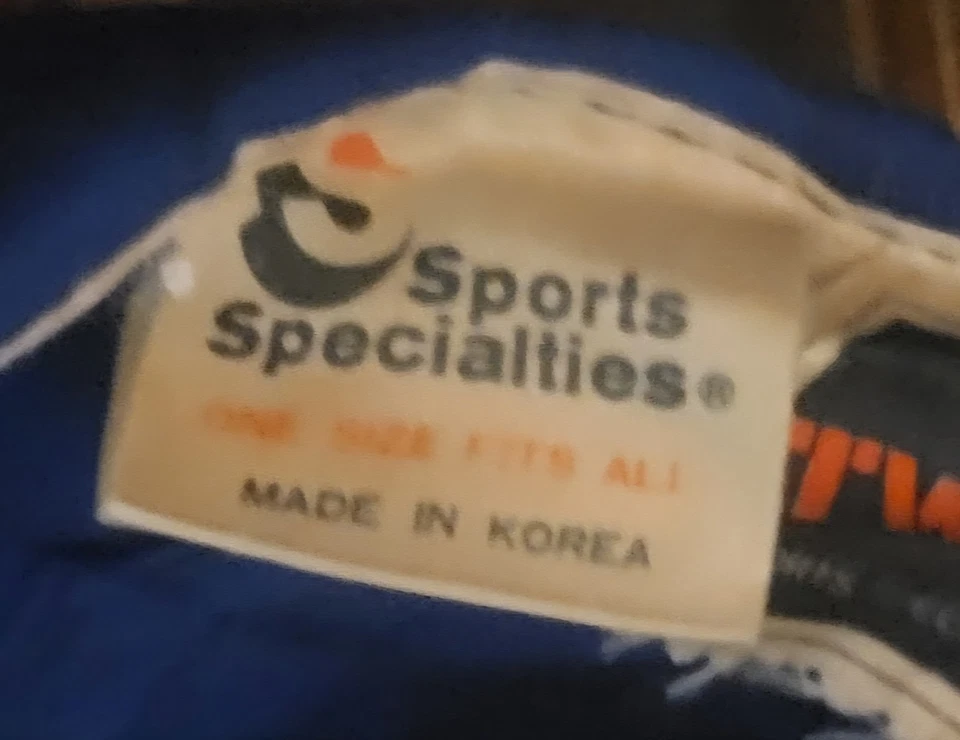 Sports
Specialties®
ONE SIZE FITS ALL
MADE IN KOREA